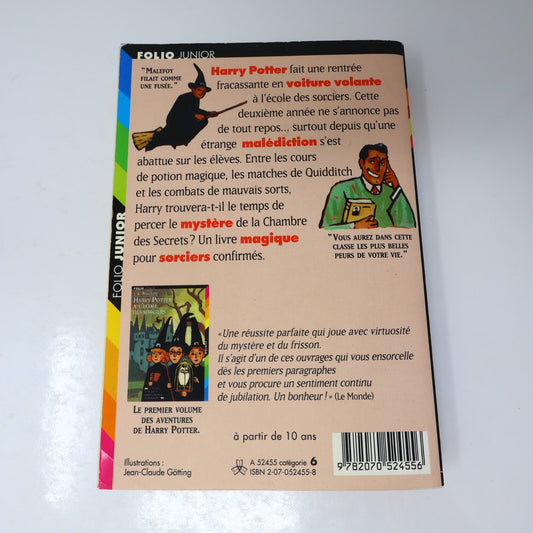 FOLIO JUNIOR
FOLIO JUNIOR
"MALEFOY
FILAIT COMME
UNE FUSÉE."
Harry Potter fait une rentrée
fracassante en voiture volante
à l'école des sorciers. Cette
deuxième année ne s'annonce pas
de tout repos... surtout depuis qu'une
étrange malédiction s'est
abattue sur les élèves. Entre les cours
de potion magique, les matches de Quidditch
et les combats de mauvais sorts,
Harry trouvera-t-il le temps de
percer le mystère de la Chambre
des Secrets ? Un livre magique
pour sorciers confirmés.
"VOUS AUREZ DANS CETTE
CLASSE LES PLUS BELLES
PEURS DE VOTRE VIE."
HARRY POTTER
À L'ÉCOLE
DES SORCIERS
LE PREMIER VOLUME
DES AVENTURES
DE HARRY POTTER.
« Une réussite parfaite qui joue avec virtuosité
du mystère et du frisson.
Il s'agit d'un de ces ouvrages qui vous ensorcelle
dès les premiers paragraphes
et vous procure un sentiment continu
de jubilation. Un bonheur ! » (Le Monde)
à partir de 10 ans
Illustrations :
Jean-Claude Götting
A 52455 catégorie 6
ISBN 2-07-052455-8
9 782070 524556